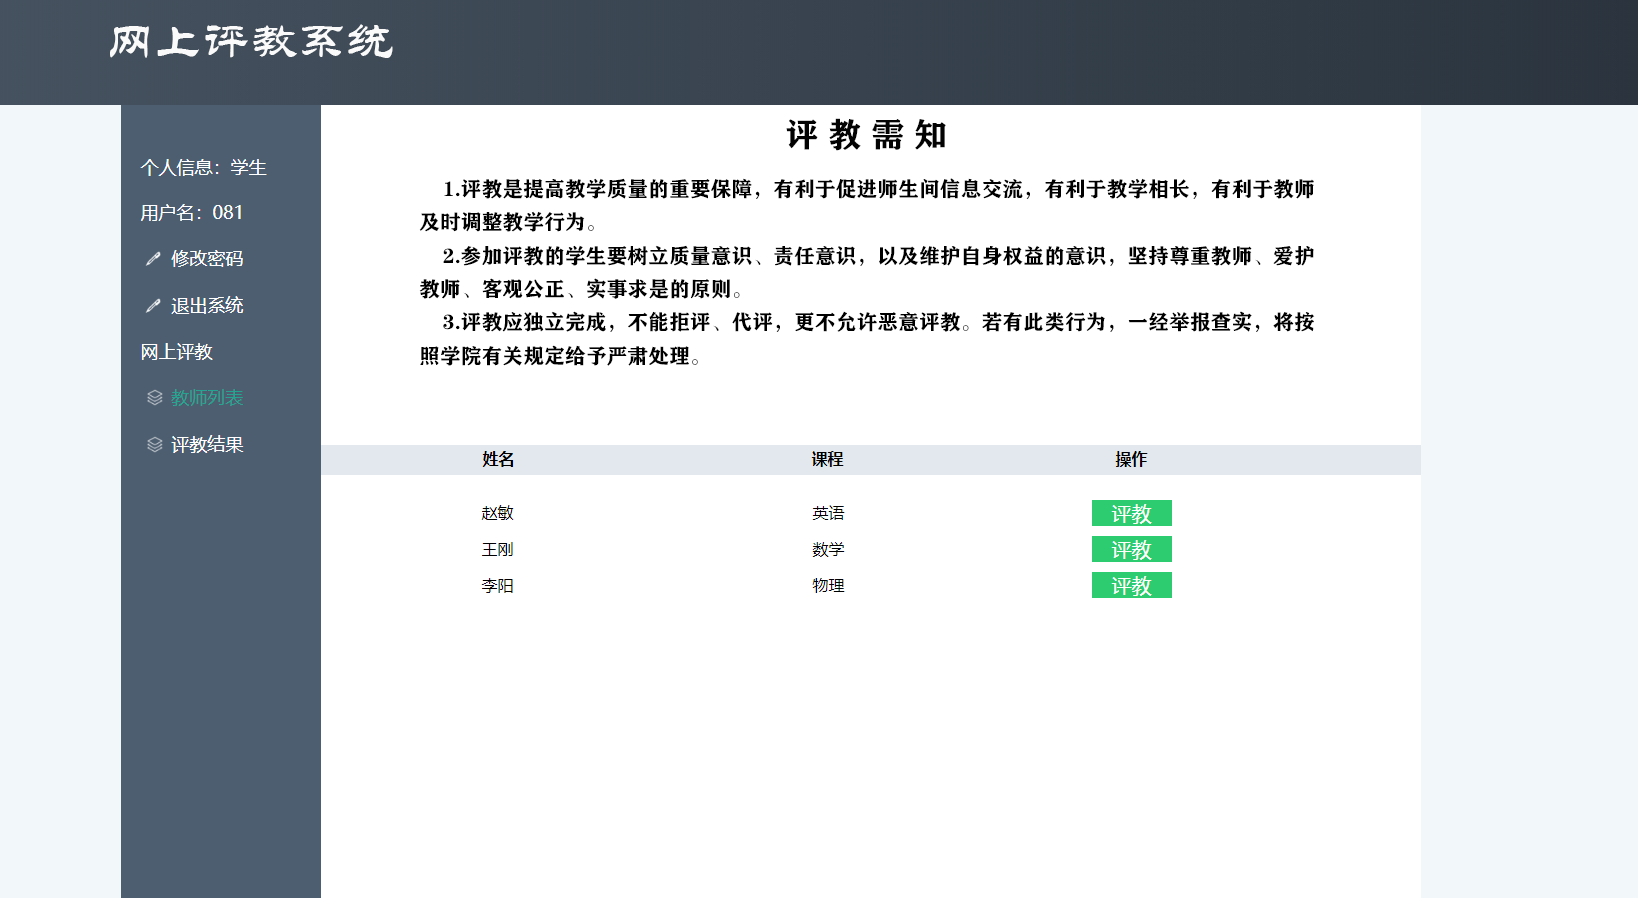 网上评教系统
个人信息：学生
用户名：081
修改密码
退出系统
网上评教
教师列表
评教结果
评教需知
1.评教是提高教学质量的重要保障，有利于促进师生间信息交流，有利于教学相长，有利于教师
及时调整教学行为。
2.参加评教的学生要树立质量意识、责任意识，以及维护自身权益的意识，坚持尊重教师、爱护
教师、客观公正、实事求是的原则。
3.评教应独立完成，不能拒评、代评，更不允许恶意评教。若有此类行为，一经举报查实，将按
照学院有关规定给予严肃处理。
姓名 课程 操作
赵敏 英语 评教
王刚 数学 评教
李阳 物理 评教